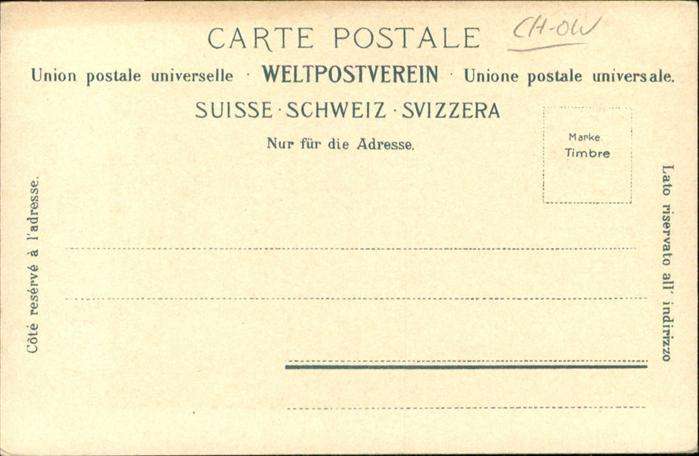 CH-OW
CARTE POSTALE
Union postale universelle · WELTPOSTVEREIN · Unione postale universale.
SUISSE · SCHWEIZ · SVIZZERA
Nur für die Adresse.
Marke
Timbre
Côté resérvé à l'adresse.
Lato riservato all' indirizzo